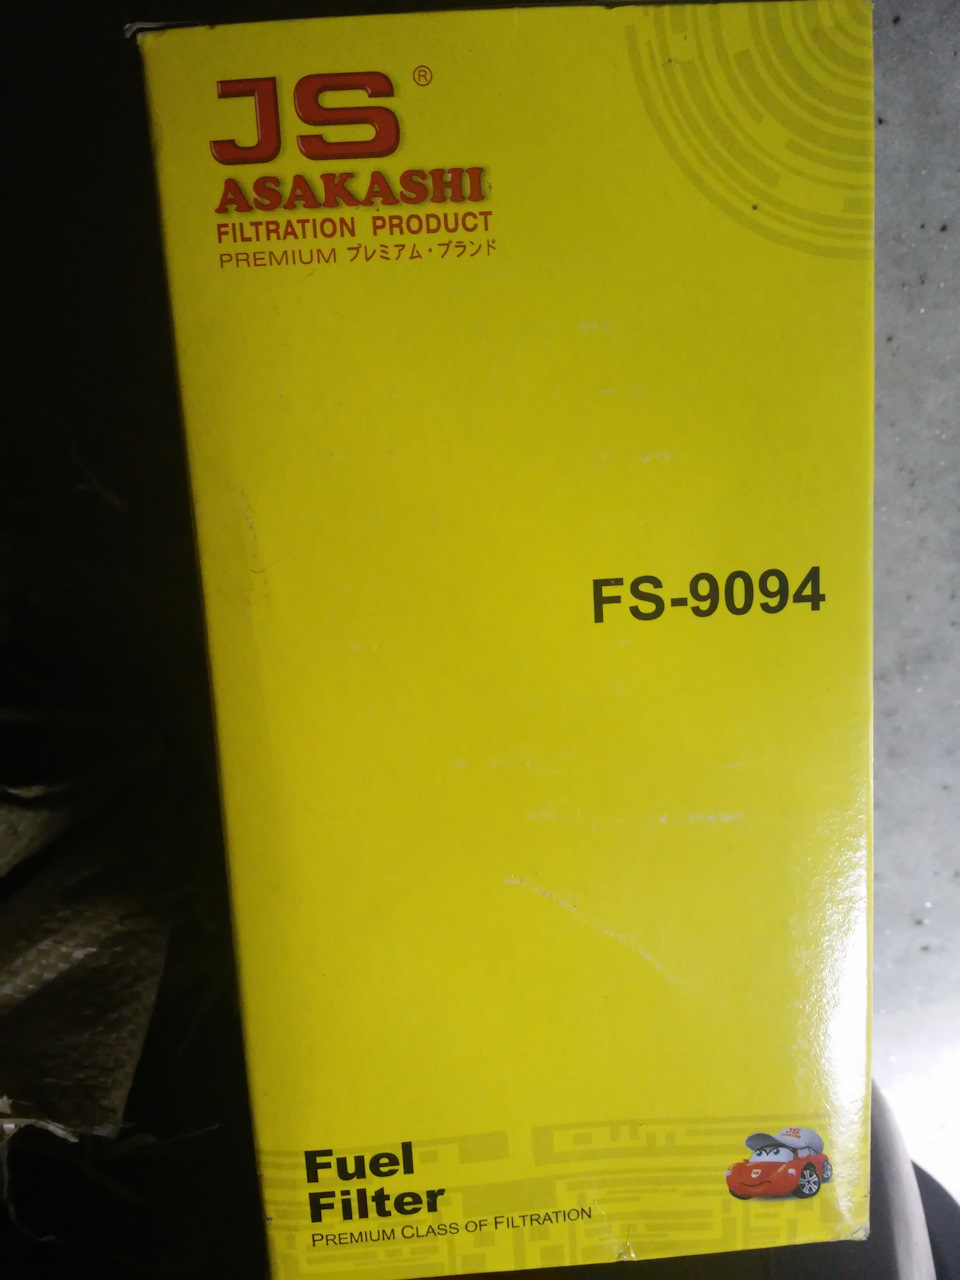 JS®
ASAKASHI
FILTRATION PRODUCT
PREMIUM プレミアム・ブランド
FS-9094
JS
Fuel
Filter
PREMIUM CLASS OF FILTRATION